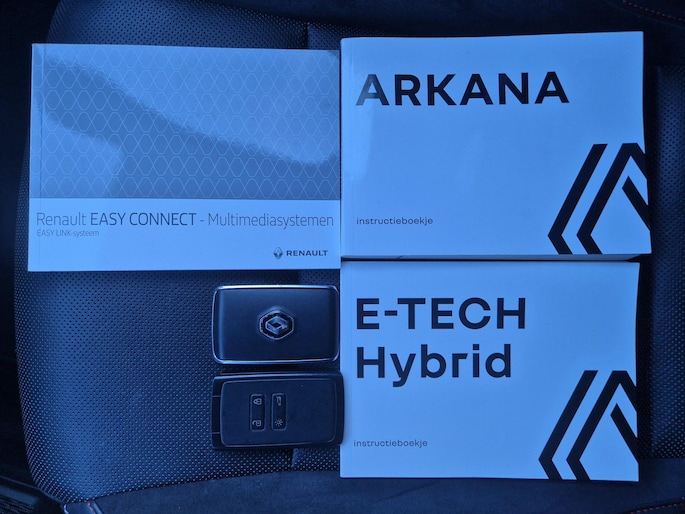 Renault EASY CONNECT - Multimediasystemen
EASY LINK-systeem
RENAULT
ARKANA
instructieboekje
E-TECH
Hybrid
instructieboekje